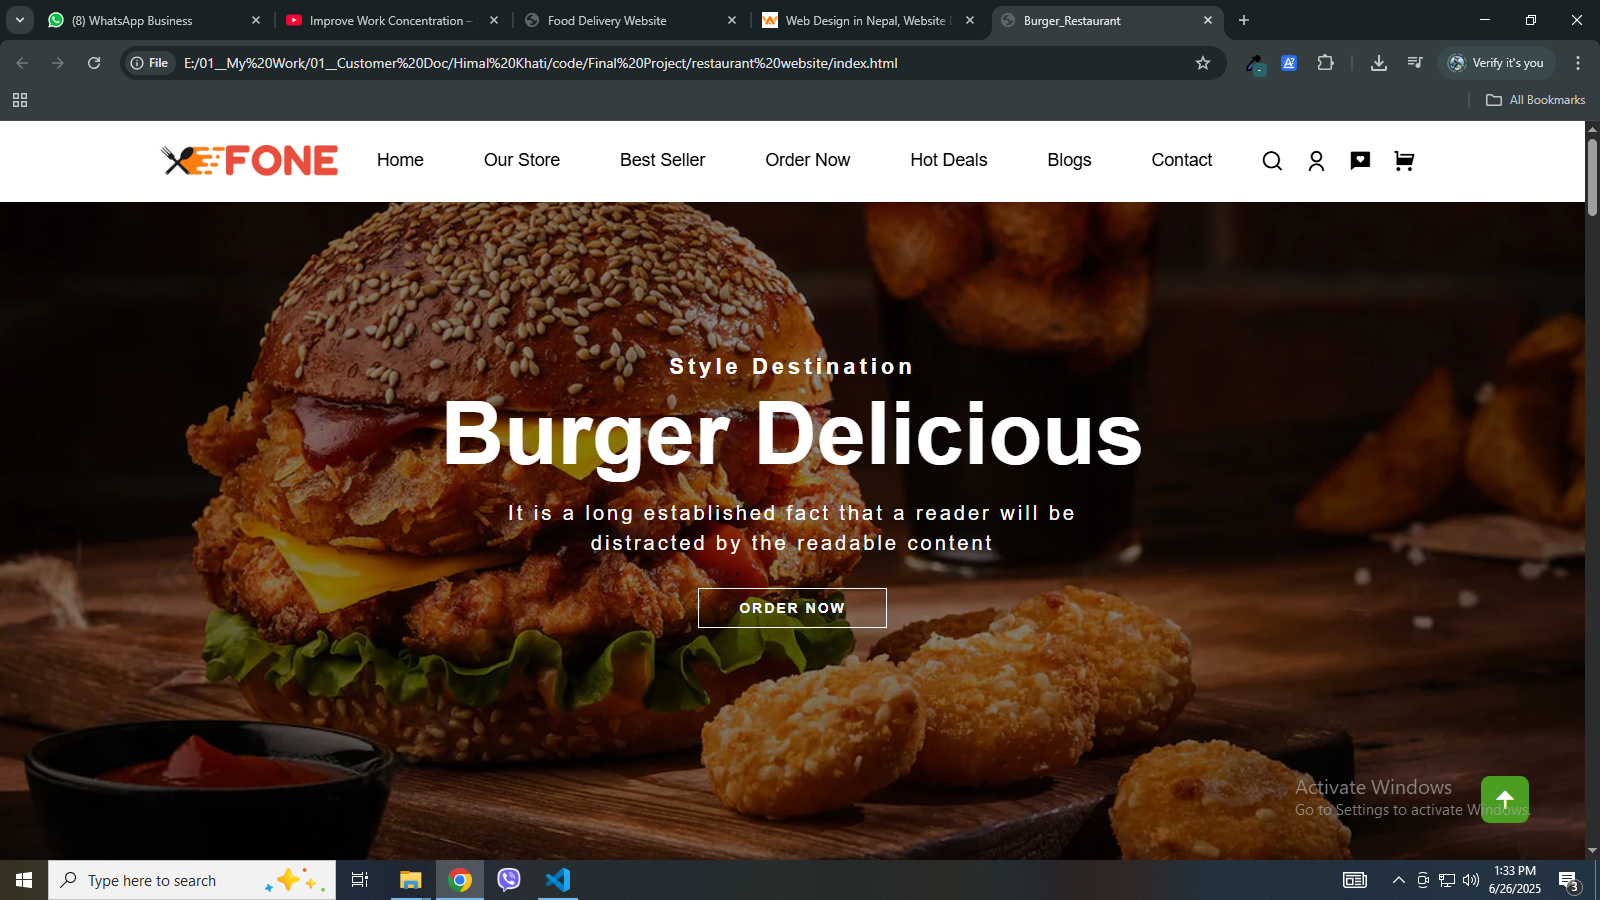 (8) WhatsApp Business
Improve Work Concentration –
Food Delivery Website
Web Design in Nepal, Website
Burger_Restaurant
File
E:/01__My%20Work/01__Customer%20Doc/Himal%20Khati/code/Final%20Project/restaurant%20website/index.html
Verify it's you
All Bookmarks
FONE
Home
Our Store
Best Seller
Order Now
Hot Deals
Blogs
Contact
Style Destination
Burger Delicious
It is a long established fact that a reader will be
distracted by the readable content
ORDER NOW
Activate Windows
Go to Settings to activate Windows.
Type here to search
1:33 PM
6/26/2025
3